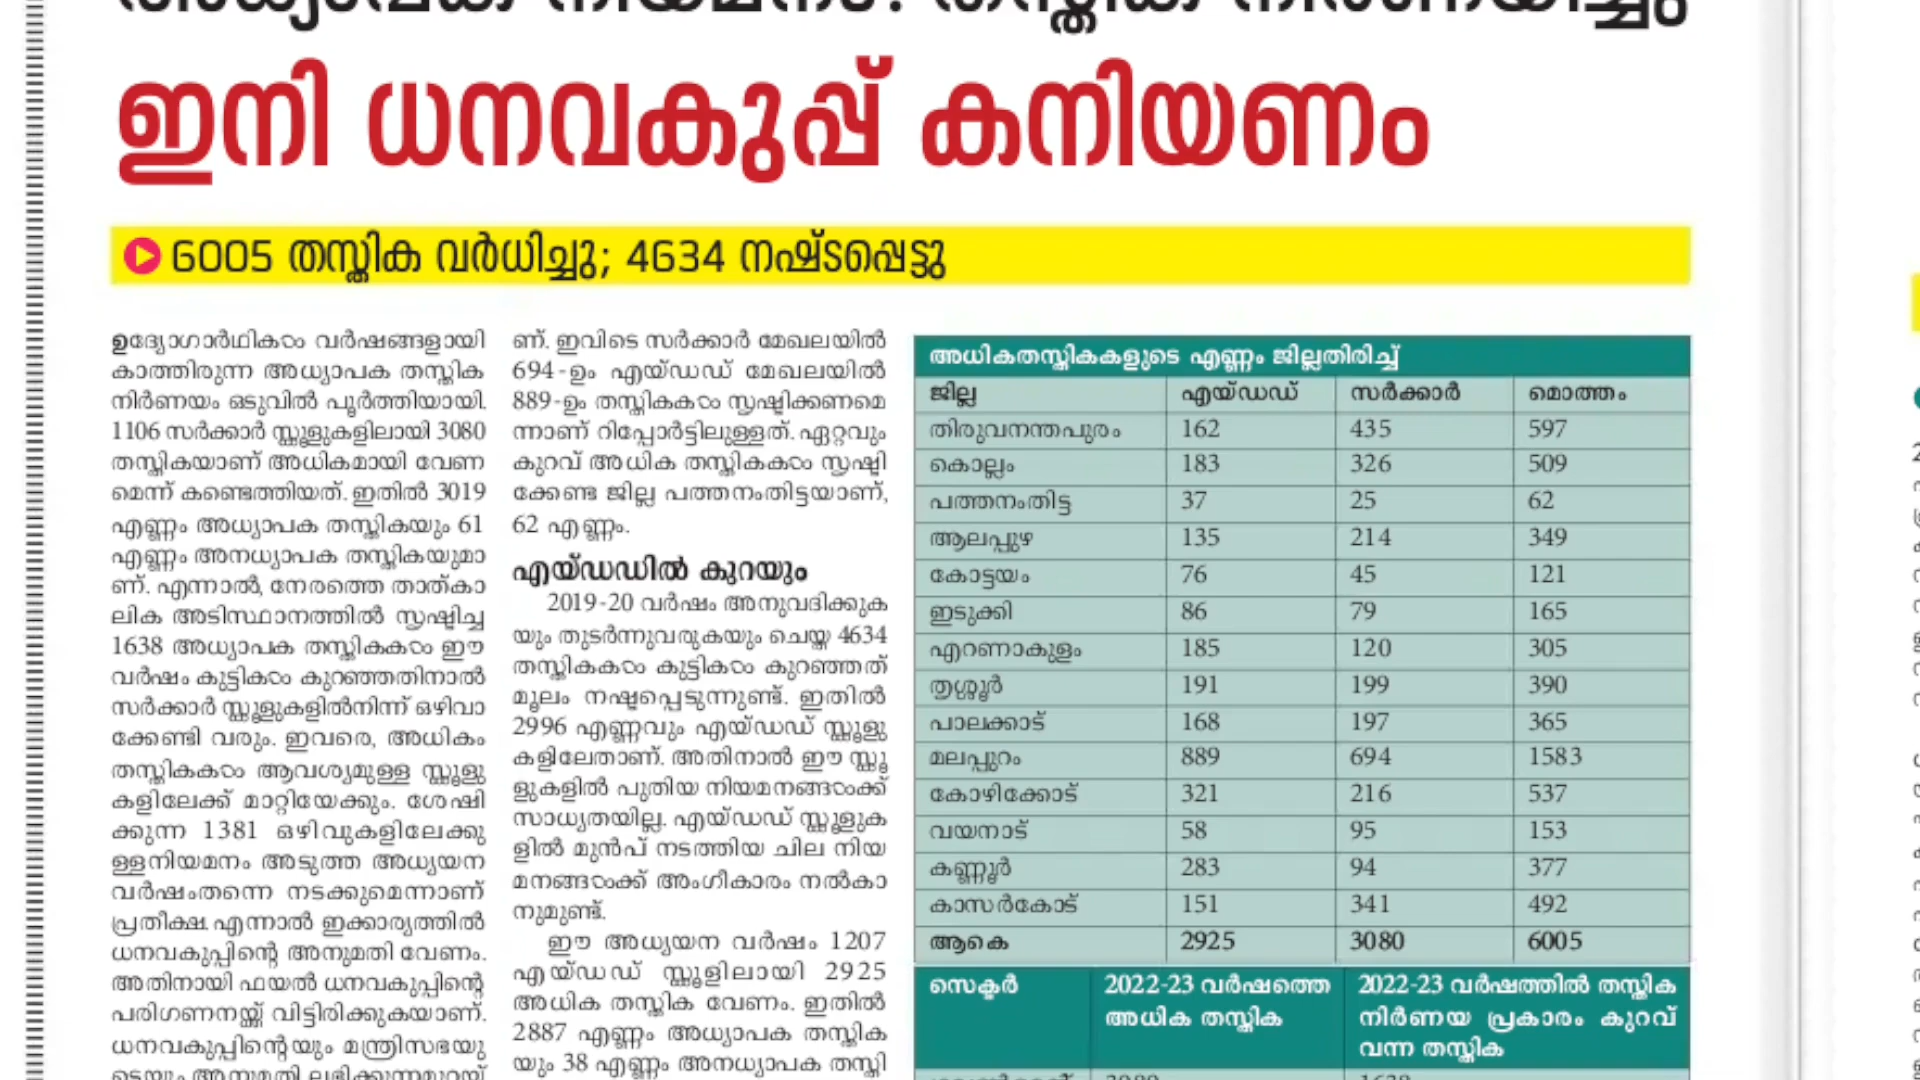 അധ്യാപക നിയമനം: തസ്തിക നിർണയിച്ചു
ഇനി ധനവകുപ്പ് കനിയണം
6005 തസ്തിക വർധിച്ചു; 4634 നഷ്ടപ്പെട്ടു
ഉദ്യോഗാർഥികൾ വർഷങ്ങളായി
കാത്തിരുന്ന അധ്യാപക തസ്തിക
നിർണയം ഒടുവിൽ പൂർത്തിയായി.
1106 സർക്കാർ സ്കൂളുകളിലായി 3080
തസ്തികയാണ് അധികമായി വേണ
മെന്ന് കണ്ടെത്തിയത്. ഇതിൽ 3019
എണ്ണം അധ്യാപക തസ്തികയും 61
എണ്ണം അനധ്യാപക തസ്തികയുമാ
ണ്. എന്നാൽ, നേരത്തെ താത്കാ
ലിക അടിസ്ഥാനത്തിൽ സൃഷ്ടിച്ച
1638 അധ്യാപക തസ്തികകൾ ഈ
വർഷം കുട്ടികൾ കുറഞ്ഞതിനാൽ
സർക്കാർ സ്കൂളുകളിൽനിന്ന് ഒഴിവാ
ക്കേണ്ടി വരും. ഇവരെ, അധികം
തസ്തികകൾ ആവശ്യമുള്ള സ്കൂളു
കളിലേക്ക് മാറ്റിയേക്കും. ശേഷി
ക്കുന്ന 1381 ഒഴിവുകളിലേക്കു
ള്ളനിയമനം അടുത്ത അധ്യയന
വർഷംതന്നെ നടക്കുമെന്നാണ്
പ്രതീക്ഷ. എന്നാൽ ഇക്കാര്യത്തിൽ
ധനവകുപ്പിന്റെ അനുമതി വേണം.
അതിനായി ഫയൽ ധനവകുപ്പിന്റെ
പരിഗണനയ്ക്ക് വിട്ടിരിക്കുകയാണ്.
ധനവകുപ്പിന്റെയും മന്ത്രിസഭയു
ടെയും അനുമതി ലഭിക്കുന്നമുറയ്ക്ക്
ണ്. ഇവിടെ സർക്കാർ മേഖലയിൽ
694-ഉം എയ്ഡഡ് മേഖലയിൽ
889-ഉം തസ്തികകൾ സൃഷ്ടിക്കണമെ
ന്നാണ് റിപ്പോർട്ടിലുള്ളത്. ഏറ്റവും
കുറവ് അധിക തസ്തികകൾ സൃഷ്ടി
ക്കേണ്ട ജില്ല പത്തനംതിട്ടയാണ്,
62 എണ്ണം.
എയ്ഡഡിൽ കുറയും
2019-20 വർഷം അനുവദിക്കുക
യും തുടർന്നുവരുകയും ചെയ്ത 4634
തസ്തികകൾ കുട്ടികൾ കുറഞ്ഞത്
മൂലം നഷ്ടപ്പെടുന്നുണ്ട്. ഇതിൽ
2996 എണ്ണവും എയ്ഡഡ് സ്കൂളു
കളിലേതാണ്. അതിനാൽ ഈ സ്കൂ
ളുകളിൽ പുതിയ നിയമനങ്ങൾക്ക്
സാധ്യതയില്ല. എയ്ഡഡ് സ്കൂളുക
ളിൽ മുൻപ് നടത്തിയ ചില നിയ
മനങ്ങൾക്ക് അംഗീകാരം നൽകാ
നുമുണ്ട്.
ഈ അധ്യയന വർഷം 1207
എയ്ഡഡ് സ്കൂളിലായി 2925
അധിക തസ്തിക വേണം. ഇതിൽ
2887 എണ്ണം അധ്യാപക തസ്തിക
യും 38 എണ്ണം അനധ്യാപക തസ്തി
അധികതസ്തികകളുടെ എണ്ണം ജില്ലതിരിച്ച്
ജില്ല എയ്ഡഡ് സർക്കാർ മൊത്തം
തിരുവനന്തപുരം 162 435 597
കൊല്ലം 183 326 509
പത്തനംതിട്ട 37 25 62
ആലപ്പുഴ 135 214 349
കോട്ടയം 76 45 121
ഇടുക്കി 86 79 165
എറണാകുളം 185 120 305
തൃശ്ശൂർ 191 199 390
പാലക്കാട് 168 197 365
മലപ്പുറം 889 694 1583
കോഴിക്കോട് 321 216 537
വയനാട് 58 95 153
കണ്ണൂർ 283 94 377
കാസർകോട് 151 341 492
ആകെ 2925 3080 6005
സെക്ടർ 2022-23 വർഷത്തെ 2022-23 വർഷത്തിൽ തസ്തിക
അധിക തസ്തിക നിർണയ പ്രകാരം കുറവ്
വന്ന തസ്തിക